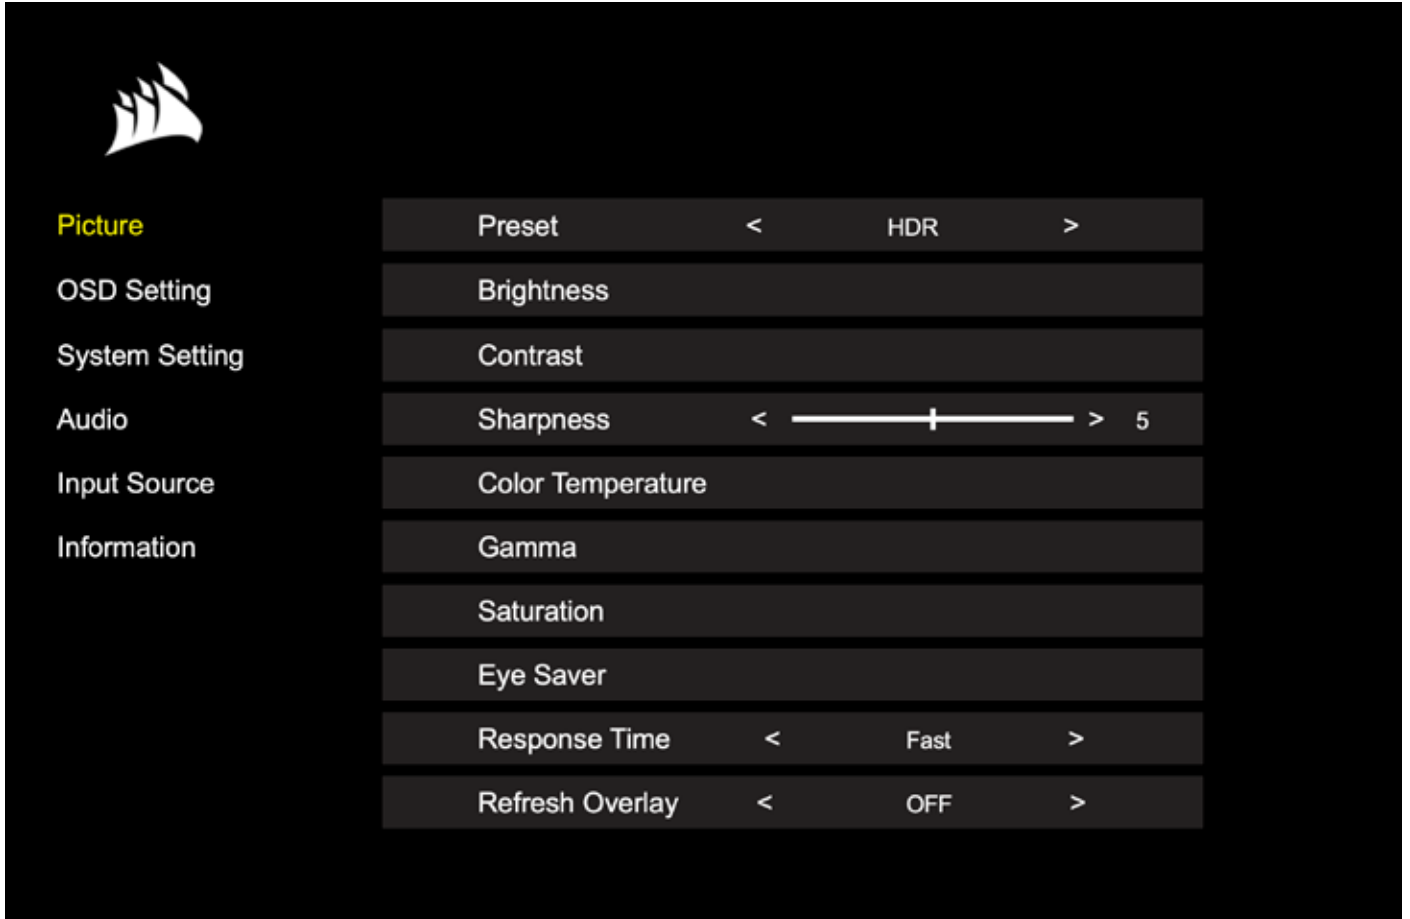 Picture
Preset < HDR >
OSD Setting
Brightness
System Setting
Contrast
Audio
Sharpness < > 5
Input Source
Color Temperature
Information
Gamma
Saturation
Eye Saver
Response Time < Fast >
Refresh Overlay < OFF >